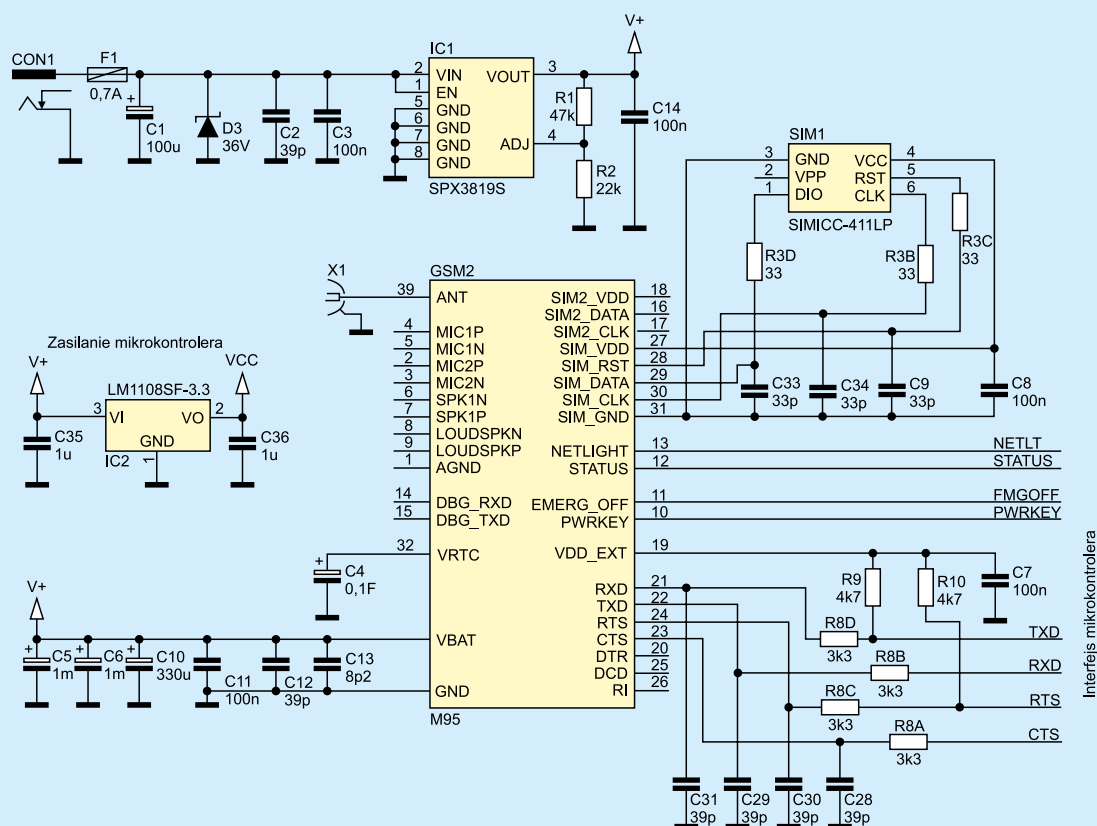 CON1
F1
0,7A
+
C1
100u
D3
36V
C2
39p
C3
100n
IC1
2 VIN
1 EN
5 GND
6 GND
7 GND
8 GND
VOUT 3
ADJ 4
SPX3819S
R1
47k
R2
22k
V+
C14
100n
SIM1
3 GND
2 VPP
1 DIO
VCC 4
RST 5
CLK 6
SIMICC-411LP
R3D
33
R3B
33
R3C
33
X1
GSM2
39 ANT
4 MIC1P
5 MIC1N
2 MIC2P
3 MIC2N
6 SPK1N
7 SPK1P
8 LOUDSPKN
9 LOUDSPKP
1 AGND
14 DBG_RXD
15 DBG_TXD
32 VRTC
VBAT
GND
M95
SIM2_VDD 18
SIM2_DATA 16
SIM2_CLK 17
SIM_VDD 27
SIM_RST 28
SIM_DATA 29
SIM_CLK 30
SIM_GND 31
NETLIGHT 13
STATUS 12
EMERG_OFF 11
PWRKEY 10
VDD_EXT 19
RXD 21
TXD 22
RTS 24
CTS 23
DTR 20
DCD 25
RI 26
C33
33p
C34
33p
C9
33p
C8
100n
NETLT
STATUS
FMGOFF
PWRKEY
Zasilanie mikrokontrolera
V+
VCC
LM1108SF-3.3
3 VI
VO 2
GND
1
IC2
C35
1u
C36
1u
+
C4
0,1F
V+
+
C5
1m
+
C6
1m
+
C10
330u
C11
100n
C12
39p
C13
8p2
R9
4k7
R10
4k7
C7
100n
R8D
3k3
TXD
R8B
3k3
RXD
R8C
3k3
RTS
R8A
3k3
CTS
C31
39p
C29
39p
C30
39p
C28
39p
Interfejs mikrokontrolera